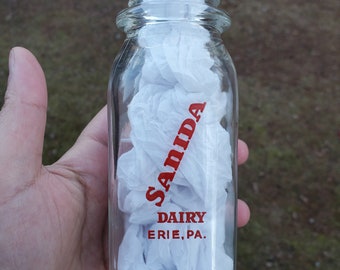 SANIDA
DAIRY
ERIE, PA.